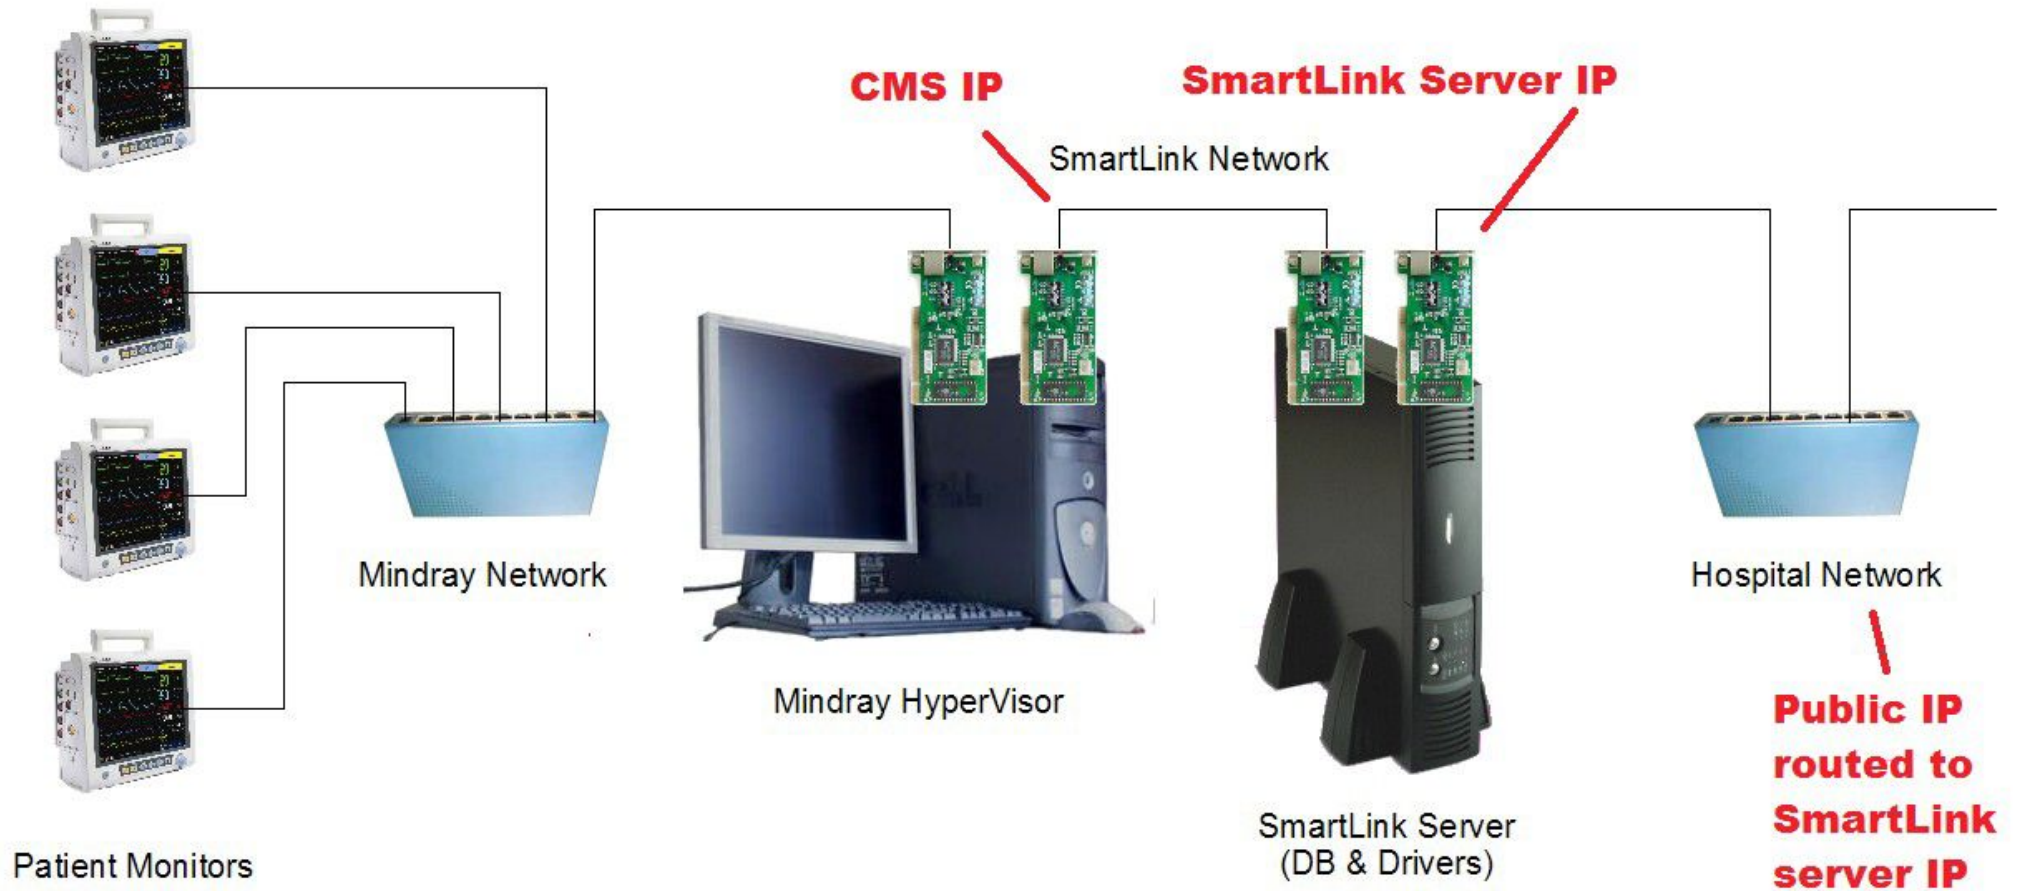 CMS IP
SmartLink Server IP
SmartLink Network
Mindray Network
Mindray HyperVisor
SmartLink Server
(DB & Drivers)
Hospital Network
Public IP
routed to
SmartLink
server IP
Patient Monitors